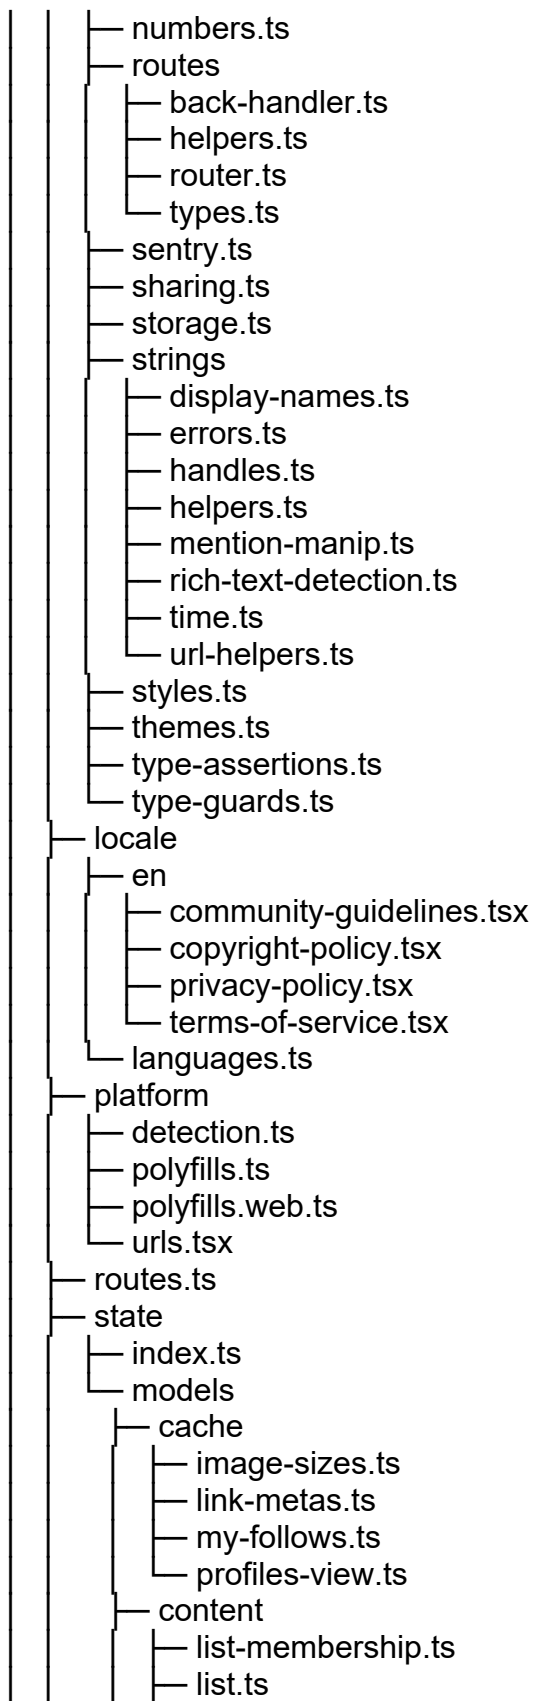 numbers.ts
routes
back-handler.ts
helpers.ts
router.ts
types.ts
sentry.ts
sharing.ts
storage.ts
strings
display-names.ts
errors.ts
handles.ts
helpers.ts
mention-manip.ts
rich-text-detection.ts
time.ts
url-helpers.ts
styles.ts
themes.ts
type-assertions.ts
type-guards.ts
locale
en
community-guidelines.tsx
copyright-policy.tsx
privacy-policy.tsx
terms-of-service.tsx
languages.ts
platform
detection.ts
polyfills.ts
polyfills.web.ts
urls.tsx
routes.ts
state
index.ts
models
cache
image-sizes.ts
link-metas.ts
my-follows.ts
profiles-view.ts
content
list-membership.ts
list.ts